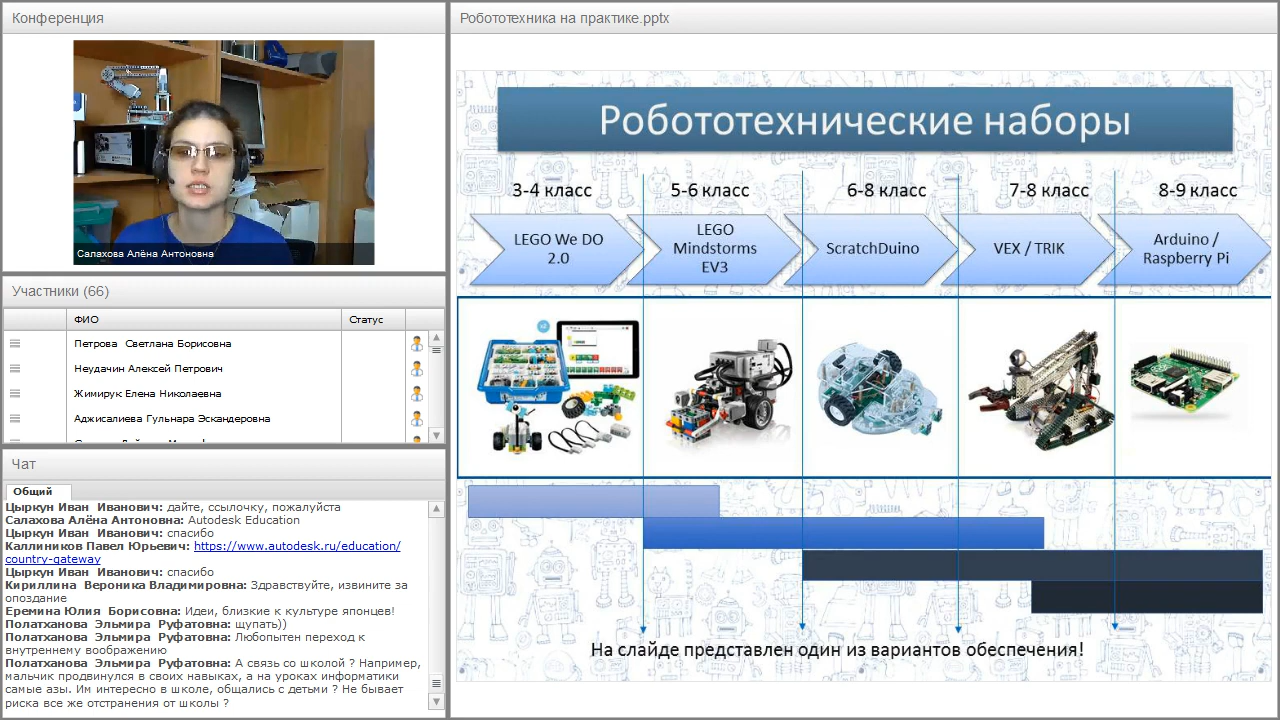 Конференция
Салахова Алёна Антоновна
Участники (66)
ФИО
Статус
Петрова Светлана Борисовна
Неудачин Алексей Петрович
Жимирук Елена Николаевна
Аджисалиева Гульнара Эскандеровна
Чат
Общий
Цыркун Иван Иванович: дайте, ссылочку, пожалуйста
Салахова Алёна Антоновна: Autodesk Education
Цыркун Иван Иванович: спасибо
Каллиников Павел Юрьевич: https://www.autodesk.ru/education/
country-gateway
Цыркун Иван Иванович: спасибо
Кириллина Вероника Владимировна: Здравствуйте, извините за
опоздание
Еремина Юлия Борисовна: Идеи, близкие к культуре японцев!
Полатханова Эльмира Руфатовна: щупать))
Полатханова Эльмира Руфатовна: Любопытен переход к
внутреннему воображению
Полатханова Эльмира Руфатовна: А связь со школой ? Например,
мальчик продвинулся в своих навыках, а на уроках информатики
самые азы. Им интересно в школе, общались с детьми ? Не бывает
риска все же отстранения от школы ?
Робототехника на практике.pptx
Робототехнические наборы
3-4 класс
5-6 класс
6-8 класс
7-8 класс
8-9 класс
LEGO We DO
2.0
LEGO
Mindstorms
EV3
ScratchDuino
VEX / TRIK
Arduino /
Raspberry Pi
На слайде представлен один из вариантов обеспечения!